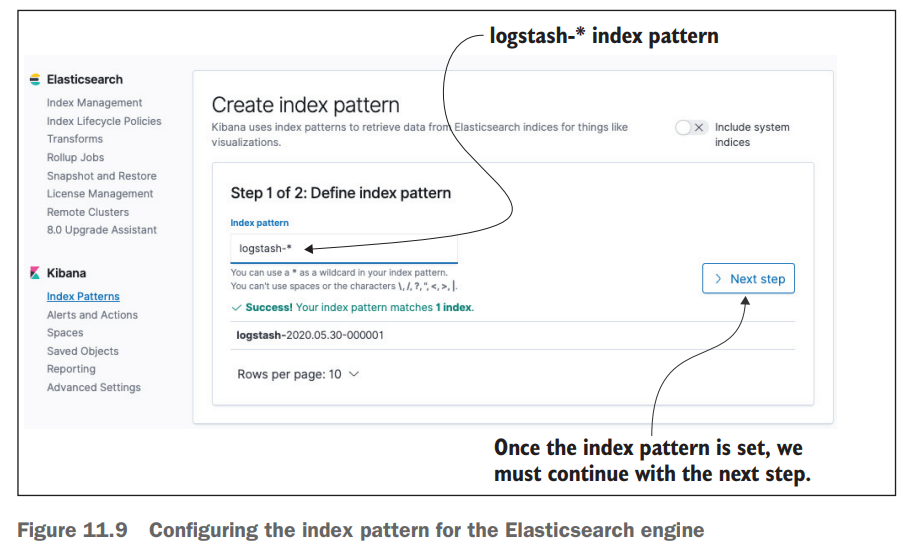 logstash-* index pattern
Elasticsearch
Index Management
Index Lifecycle Policies
Transforms
Rollup Jobs
Snapshot and Restore
License Management
Remote Clusters
8.0 Upgrade Assistant
Kibana
Index Patterns
Alerts and Actions
Spaces
Saved Objects
Reporting
Advanced Settings
Create index pattern
Kibana uses index patterns to retrieve data from Elasticsearch indices for things like
visualizations.
Include system
indices
Step 1 of 2: Define index pattern
Index pattern
logstash-*
You can use a * as a wildcard in your index pattern.
You can't use spaces or the characters \, /, ?, ", <, >, |.
Success! Your index pattern matches 1 index.
Next step
logstash-2020.05.30-000001
Rows per page: 10
Once the index pattern is set, we
must continue with the next step.
Figure 11.9 Configuring the index pattern for the Elasticsearch engine